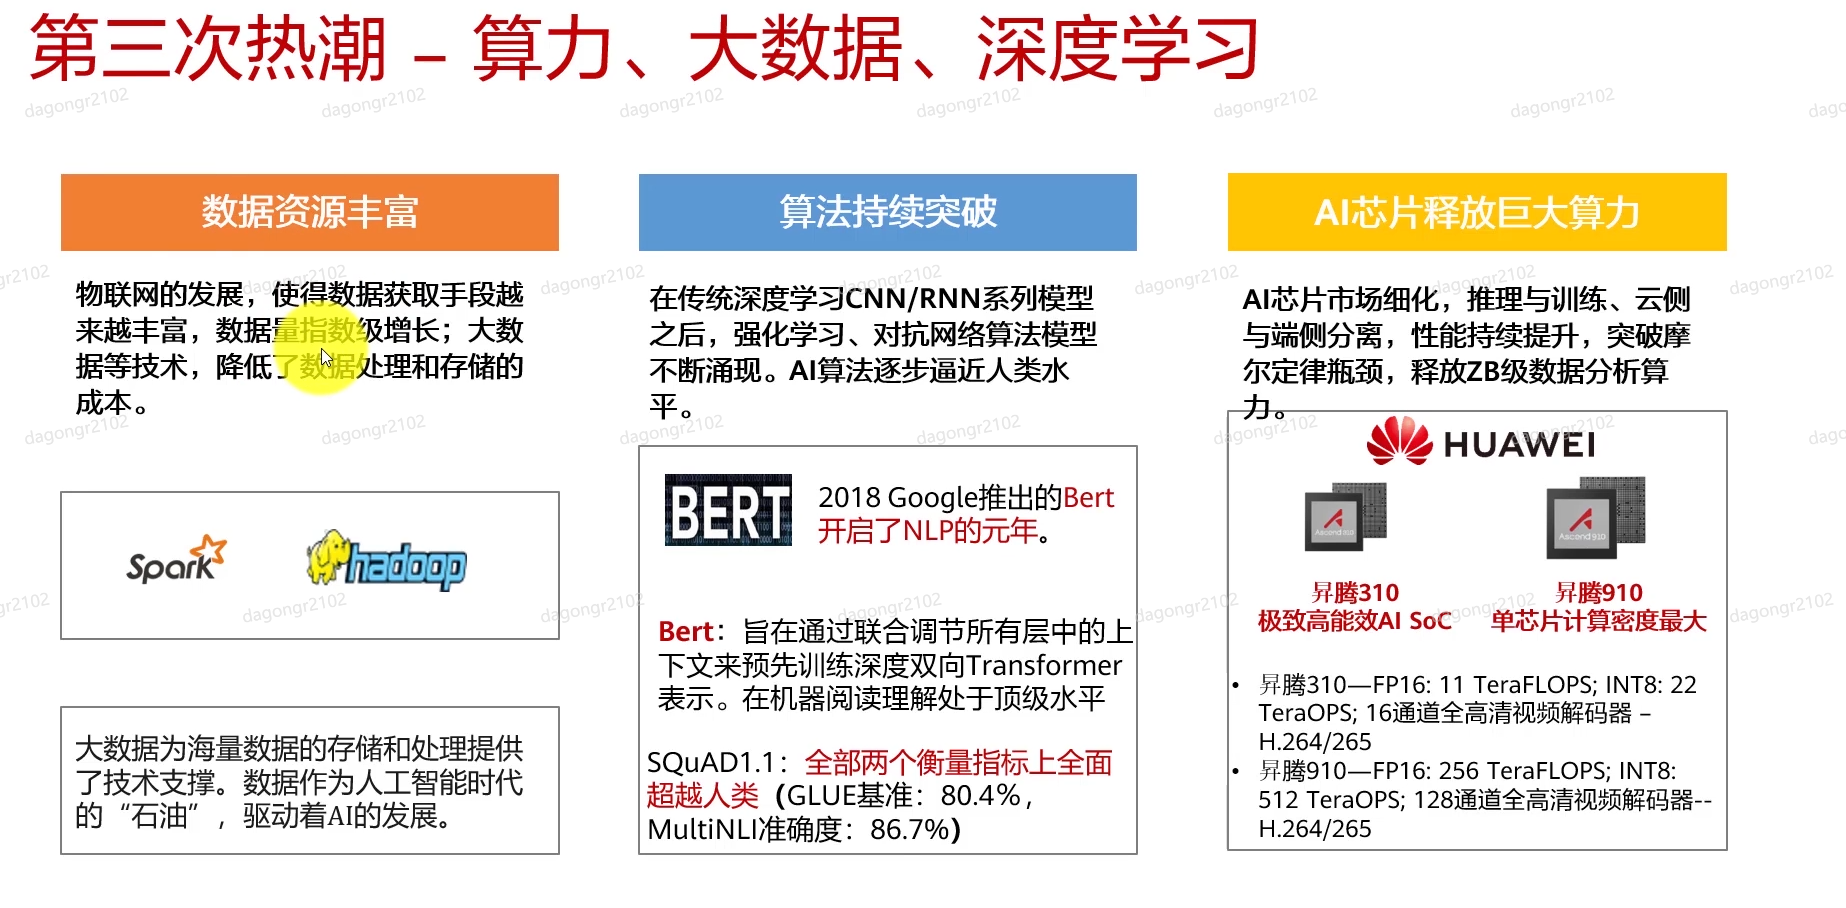 第三次热潮 – 算力、大数据、深度学习
数据资源丰富
物联网的发展，使得数据获取手段越
来越丰富，数据量指数级增长；大数
据等技术，降低了数据处理和存储的
成本。
Spark
hadoop
大数据为海量数据的存储和处理提供
了技术支撑。数据作为人工智能时代
的“石油”，驱动着AI的发展。
算法持续突破
在传统深度学习CNN/RNN系列模型
之后，强化学习、对抗网络算法模型
不断涌现。AI算法逐步逼近人类水
平。
BERT
2018 Google推出的Bert
开启了NLP的元年。
Bert：旨在通过联合调节所有层中的上
下文来预先训练深度双向Transformer
表示。在机器阅读理解处于顶级水平
SQuAD1.1：全部两个衡量指标上全面
超越人类（GLUE基准：80.4％，
MultiNLI准确度：86.7%）
AI芯片释放巨大算力
AI芯片市场细化，推理与训练、云侧
与端侧分离，性能持续提升，突破摩
尔定律瓶颈，释放ZB级数据分析算
力。
HUAWEI
Ascend 310
Ascend 910
昇腾310
极致高能效AI SoC
昇腾910
单芯片计算密度最大
• 昇腾310—FP16: 11 TeraFLOPS; INT8: 22
TeraOPS; 16通道全高清视频解码器 –
H.264/265
• 昇腾910—FP16: 256 TeraFLOPS; INT8:
512 TeraOPS; 128通道全高清视频解码器--
H.264/265
dagongr2102